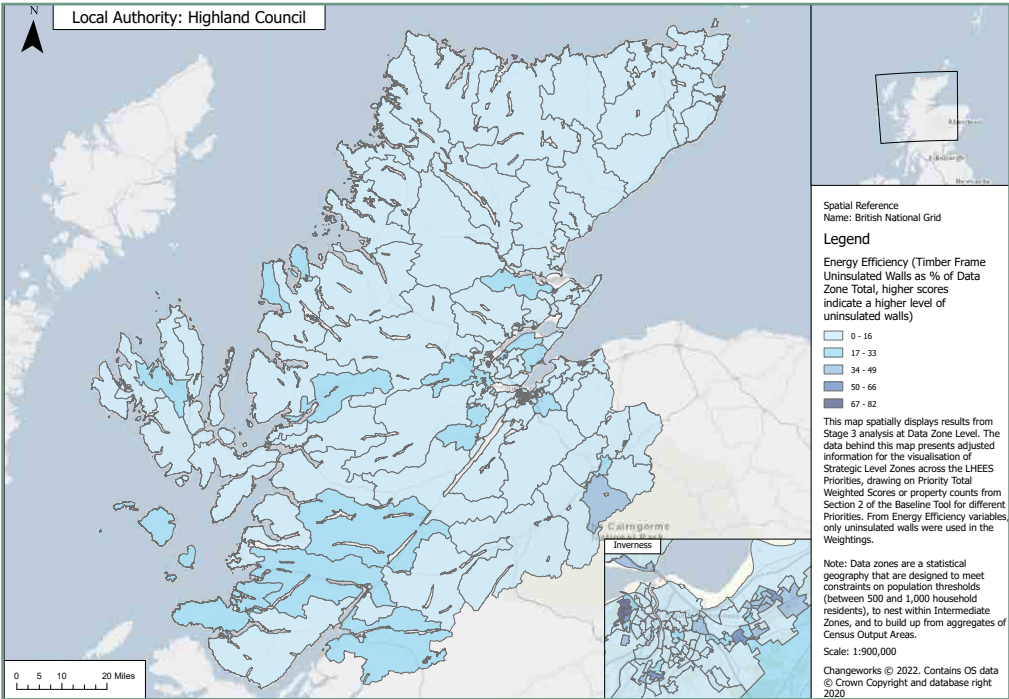 N
Local Authority: Highland Council
Aberdeen
Edinburgh
Spatial Reference
Name: British National Grid
Legend
Energy Efficiency (Timber Frame
Uninsulated Walls as % of Data
Zone Total, higher scores
indicate a higher level of
uninsulated walls)
0 - 16
17 - 33
34 - 49
50 - 66
67 - 82
This map spatially displays results from
Stage 3 analysis at Data Zone Level. The
data behind this map presents adjusted
information for the visualisation of
Strategic Level Zones across the LHEES
Priorities, drawing on Priority Total
Weighted Scores or property counts from
Section 2 of the Baseline Tool for different
Priorities. From Energy Efficiency variables,
only uninsulated walls were used in the
Weightings.
Note: Data zones are a statistical
geography that are designed to meet
constraints on population thresholds
(between 500 and 1,000 household
residents), to nest within Intermediate
Zones, and to build up from aggregates of
Census Output Areas.
Scale: 1:900,000
Changeworks © 2022. Contains OS data
© Crown Copyright and database right
2020
Cairngorms
National Park
Inverness
0 5 10 20 Miles